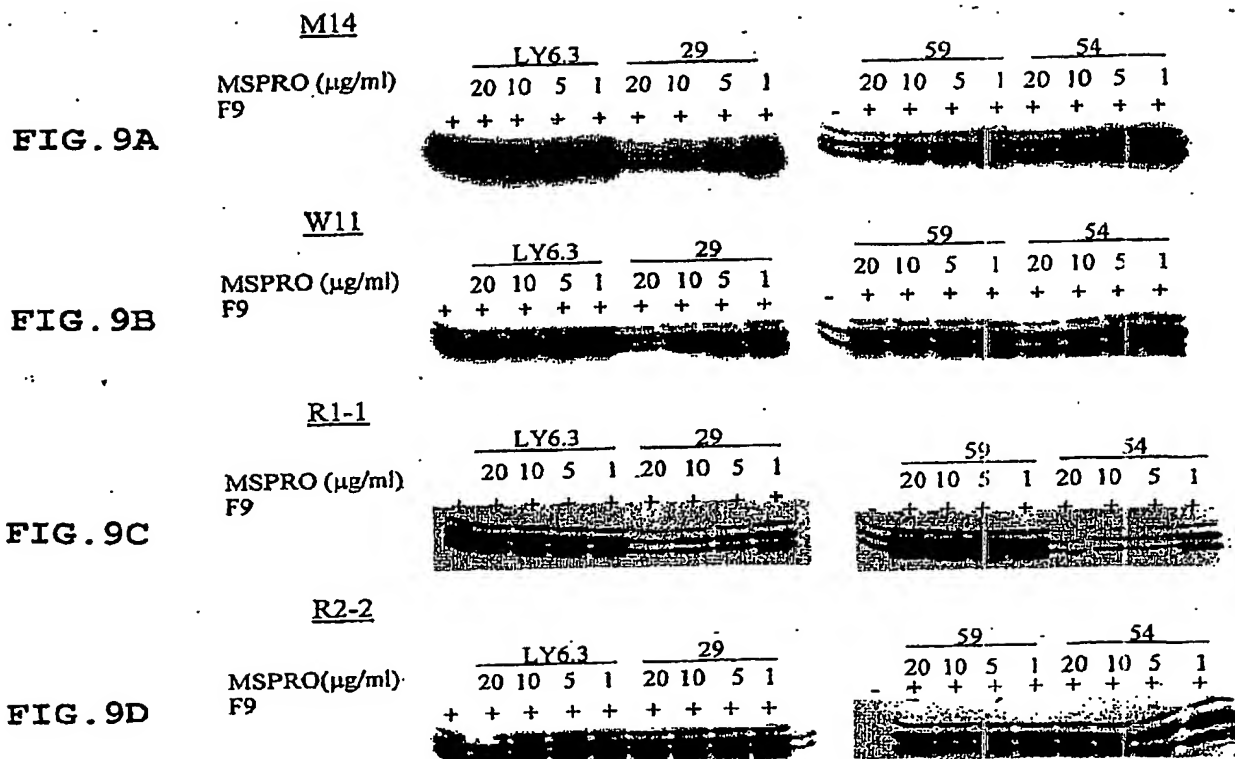 M14
LY6.3 29 59 54
MSPRO (µg/ml) 20 10 5 1 20 10 5 1 20 10 5 1 20 10 5 1
F9 + + + + + + + + + - + + + + + + + +
FIG.9A
W11
LY6.3 29 59 54
MSPRO (µg/ml) 20 10 5 1 20 10 5 1 20 10 5 1 20 10 5 1
F9 + + + + + + + + + - + + + + + + + +
FIG.9B
R1-1
LY6.3 29 59 54
MSPRO (µg/ml) 20 10 5 1 20 10 5 1 20 10 5 1 20 10 5 1
F9 + + + + + + + + + - + + + + + + + +
FIG.9C
R2-2
LY6.3 29 59 54
MSPRO(µg/ml) 20 10 5 1 20 10 5 1 20 10 5 1 20 10 5 1
F9 + + + + + + + + + - + + + + + + + +
FIG.9D